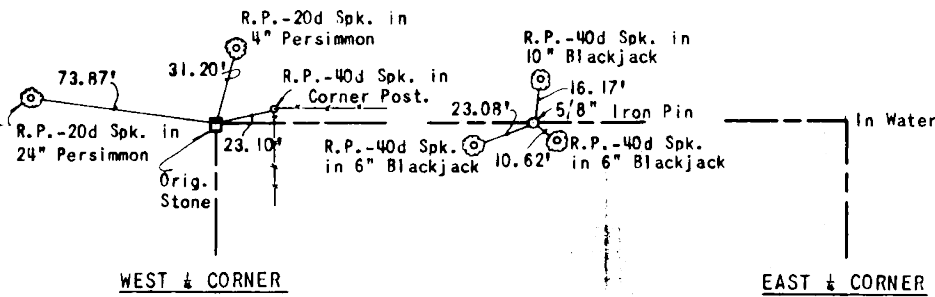 R.P.-20d Spk. in
4" Persimmon
31.20'
73.87'
R.P.-20d Spk. in
24" Persimmon
R.P.-40d Spk. in
Corner Post.
23.10'
Orig.
Stone
WEST ¼ CORNER
R.P.-40d Spk. in
10" Blackjack
16.17'
5/8" Iron Pin
23.08'
R.P.-40d Spk.
in 6" Blackjack
10.62'
R.P.-40d Spk.
in 6" Blackjack
In Water
EAST ¼ CORNER